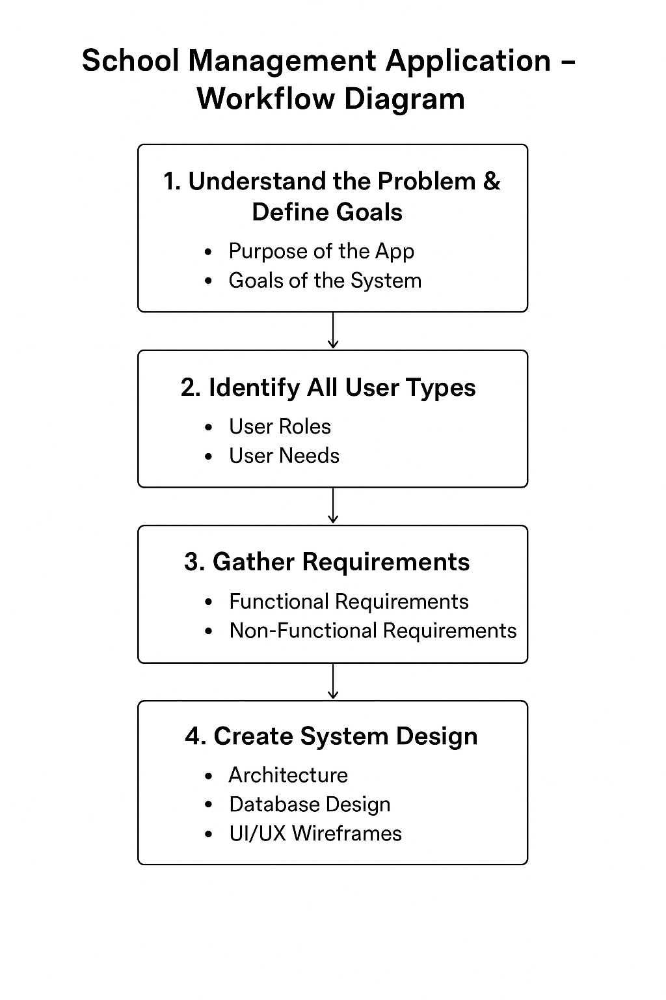 School Management Application –
Workflow Diagram
1. Understand the Problem &
Define Goals
• Purpose of the App
• Goals of the System
2. Identify All User Types
• User Roles
• User Needs
3. Gather Requirements
• Functional Requirements
• Non-Functional Requirements
4. Create System Design
• Architecture
• Database Design
• UI/UX Wireframes